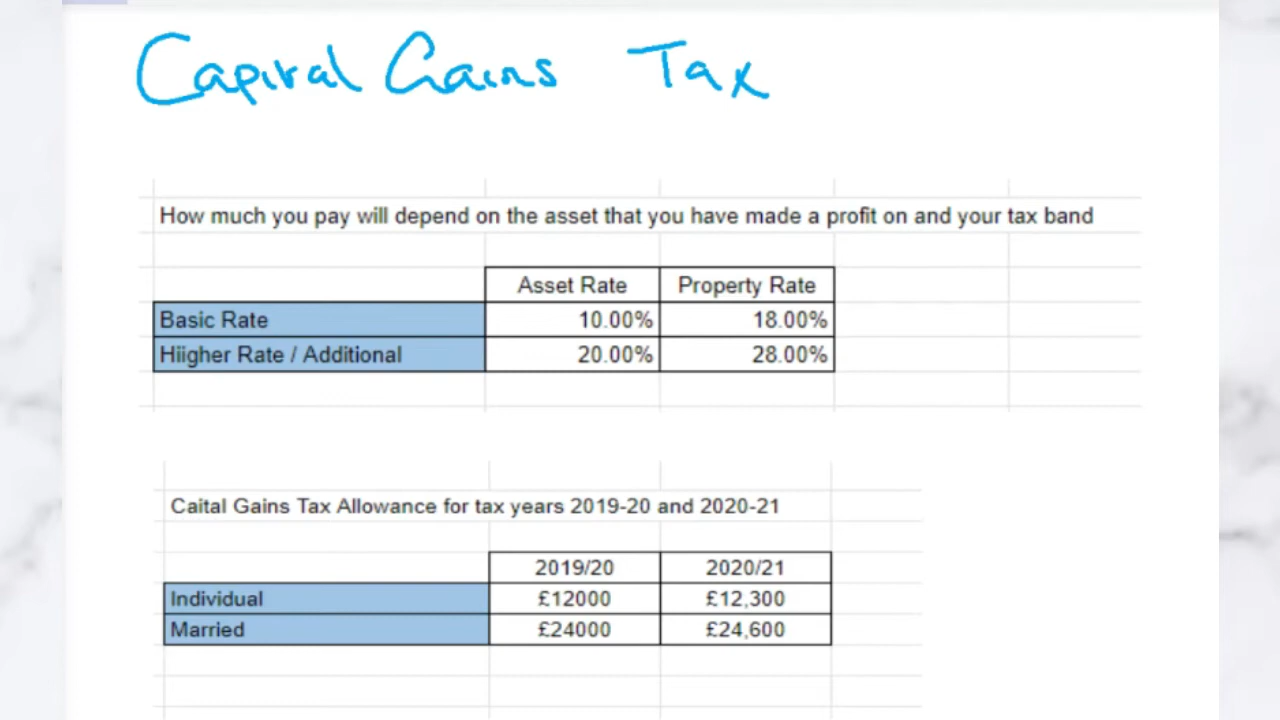 Capital Gains Tax
How much you pay will depend on the asset that you have made a profit on and your tax band
Asset Rate Property Rate
Basic Rate 10.00% 18.00%
Hiigher Rate / Additional 20.00% 28.00%
Caital Gains Tax Allowance for tax years 2019-20 and 2020-21
2019/20 2020/21
Individual £12000 £12,300
Married £24000 £24,600